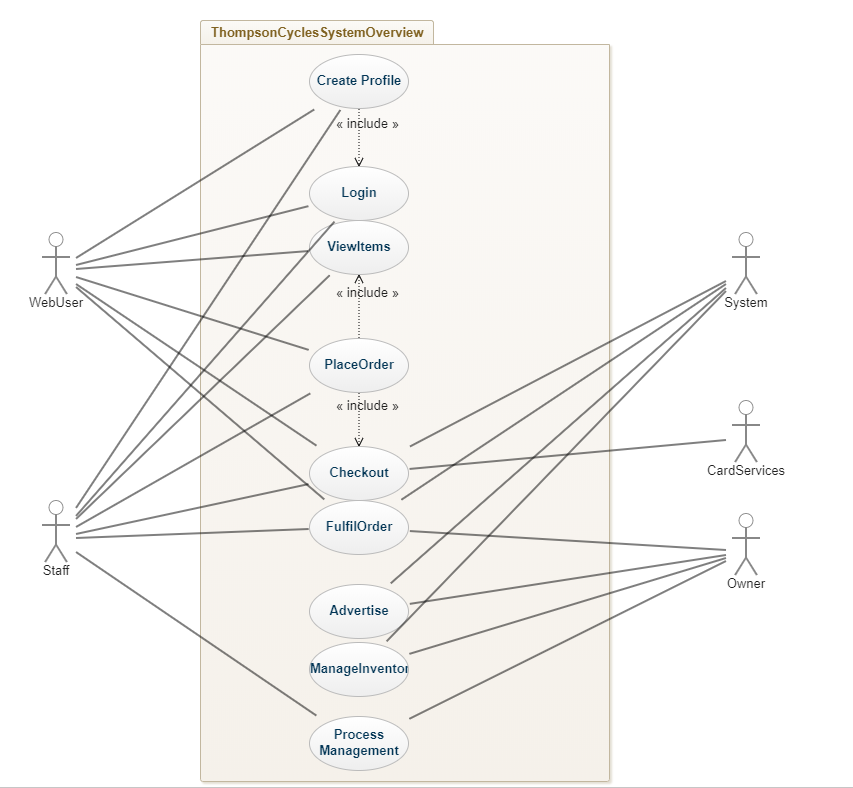 ThompsonCyclesSystemOverview
Create Profile
« include »
Login
ViewItems
« include »
WebUser
System
PlaceOrder
« include »
Checkout
CardServices
FulfilOrder
Staff
Owner
Advertise
ManageInventor
Process
Management